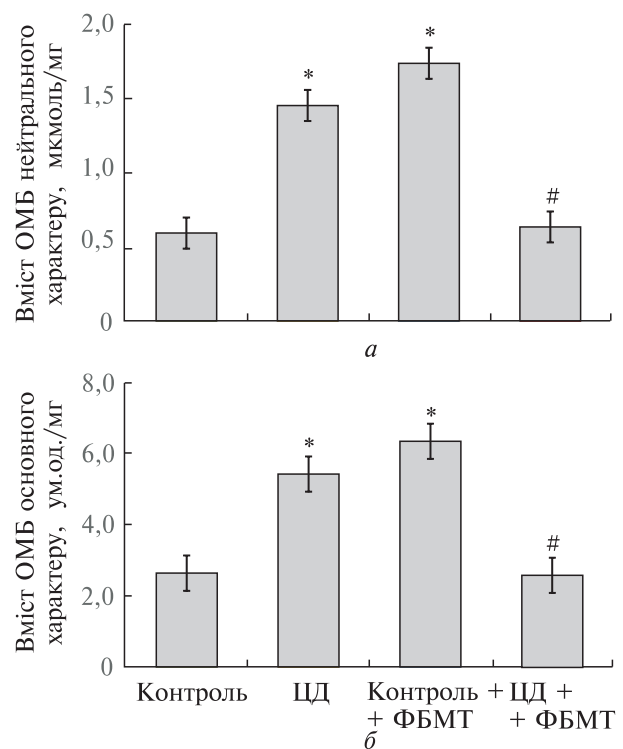 Вміст ОМБ нейтрального
характеру, мкмоль/мг
2,0
1,5
1,0
0,5
0
*
*
#
а
Вміст ОМБ основного
характеру, ум.од./мг
8,0
6,0
4,0
2,0
0
*
*
#
Контроль ЦД Контроль + ЦД +
+ ФБМТ + ФБМТ
б